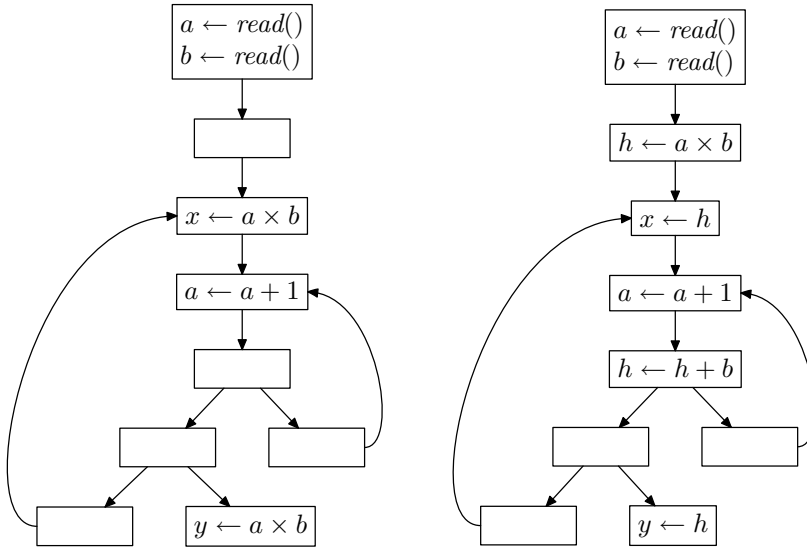 a ← read()
b ← read()
x ← a × b
a ← a + 1
y ← a × b
a ← read()
b ← read()
h ← a × b
x ← h
a ← a + 1
h ← h + b
y ← h